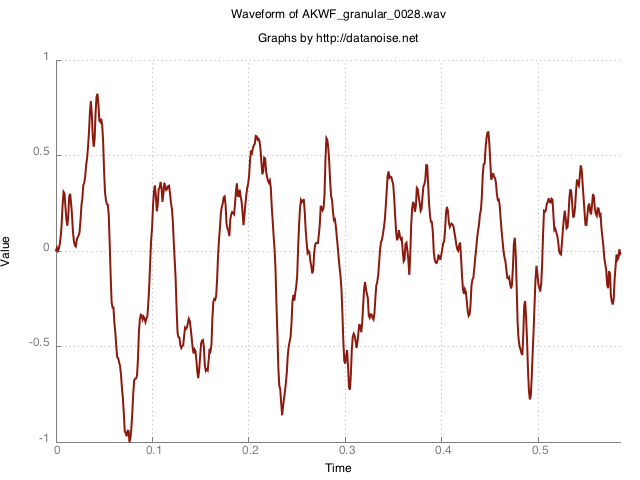 Waveform of AKWF_granular_0028.wav
Graphs by http://datanoise.net
1
0.5
0
-0.5
-1
Value
0 0.1 0.2 0.3 0.4 0.5
Time